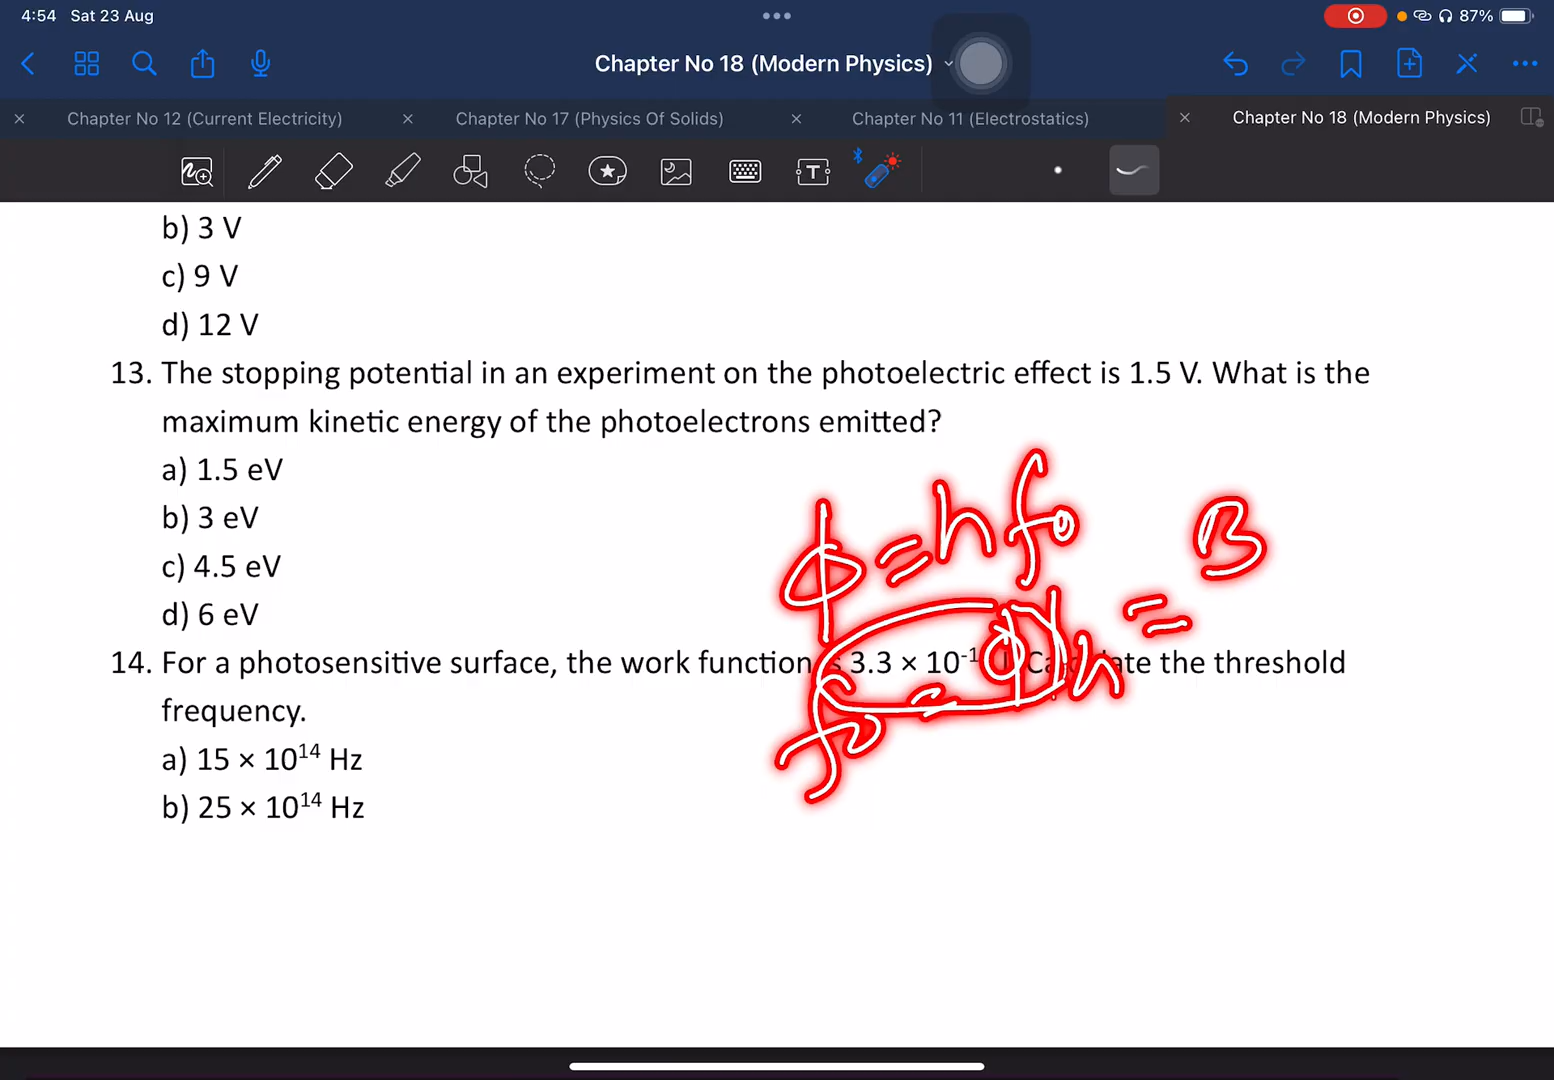 4:54 Sat 23 Aug
87%
Chapter No 18 (Modern Physics)
Chapter No 12 (Current Electricity)
Chapter No 17 (Physics Of Solids)
Chapter No 11 (Electrostatics)
Chapter No 18 (Modern Physics)
b) 3 V
c) 9 V
d) 12 V
13. The stopping potential in an experiment on the photoelectric effect is 1.5 V. What is the
maximum kinetic energy of the photoelectrons emitted?
a) 1.5 eV
b) 3 eV
c) 4.5 eV
d) 6 eV
ϕ = hf₀
B
f₀ = ϕ/h =
14. For a photosensitive surface, the work function 3.3 × 10⁻¹ the threshold
frequency.
a) 15 × 10¹⁴ Hz
b) 25 × 10¹⁴ Hz